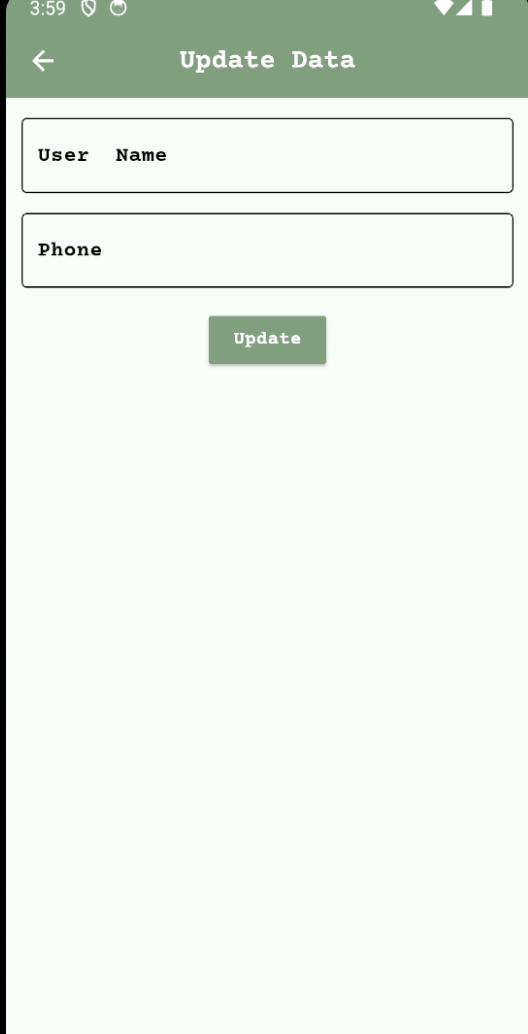 3:59
Update Data
User  Name
Phone
Update